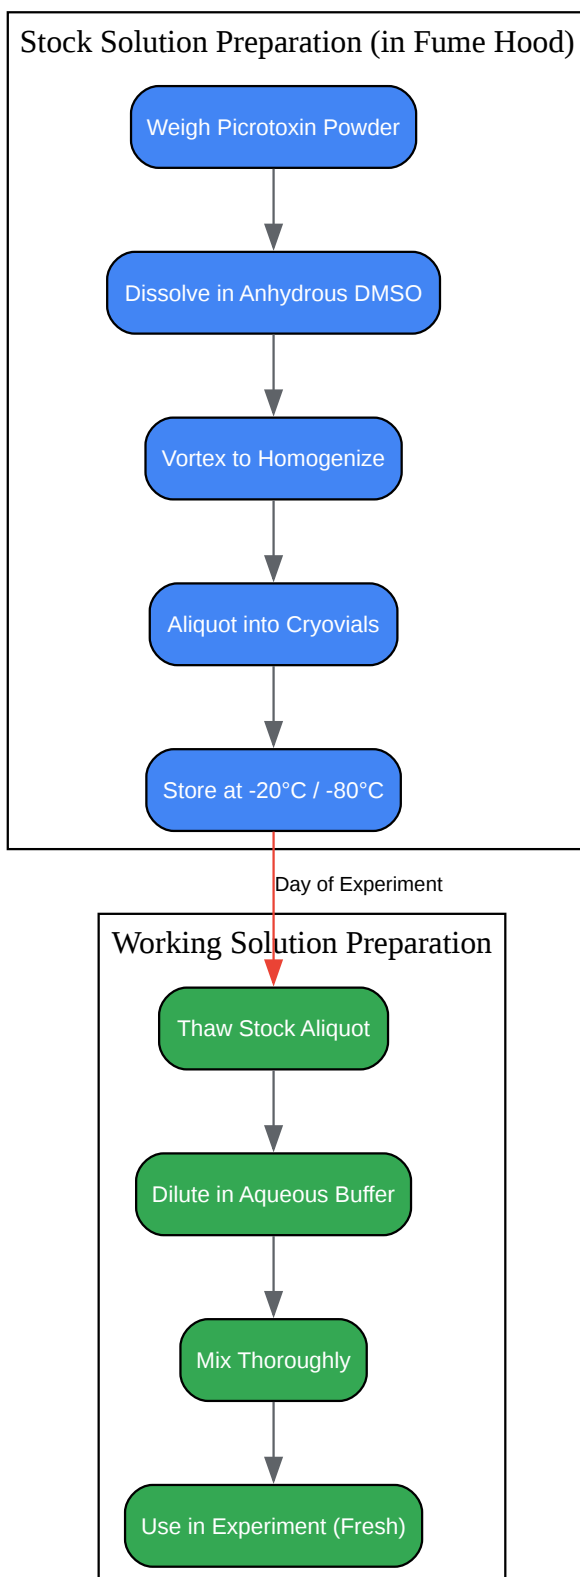 Stock Solution Preparation (in Fume Hood)
Weigh Picrotoxin Powder
Dissolve in Anhydrous DMSO
Vortex to Homogenize
Aliquot into Cryovials
Store at -20°C / -80°C
Day of Experiment
Working Solution Preparation
Thaw Stock Aliquot
Dilute in Aqueous Buffer
Mix Thoroughly
Use in Experiment (Fresh)